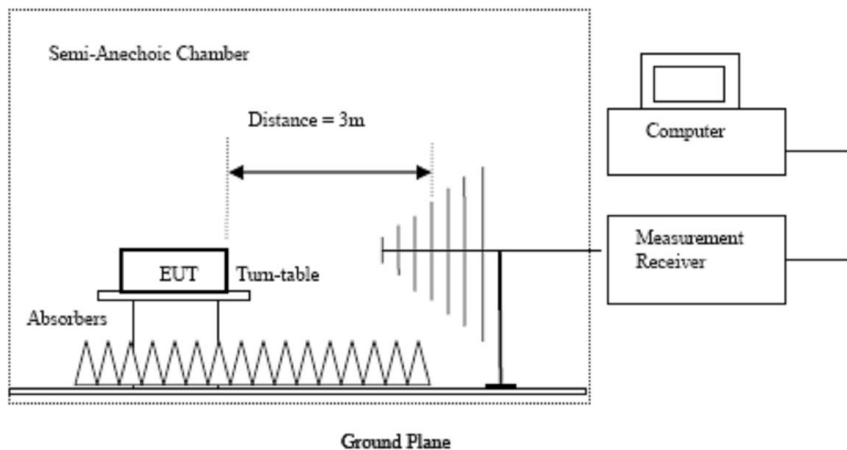 Semi-Anechoic Chamber
Distance = 3m
Computer
Measurement
Receiver
EUT
Turn-table
Absorbers
Ground Plane